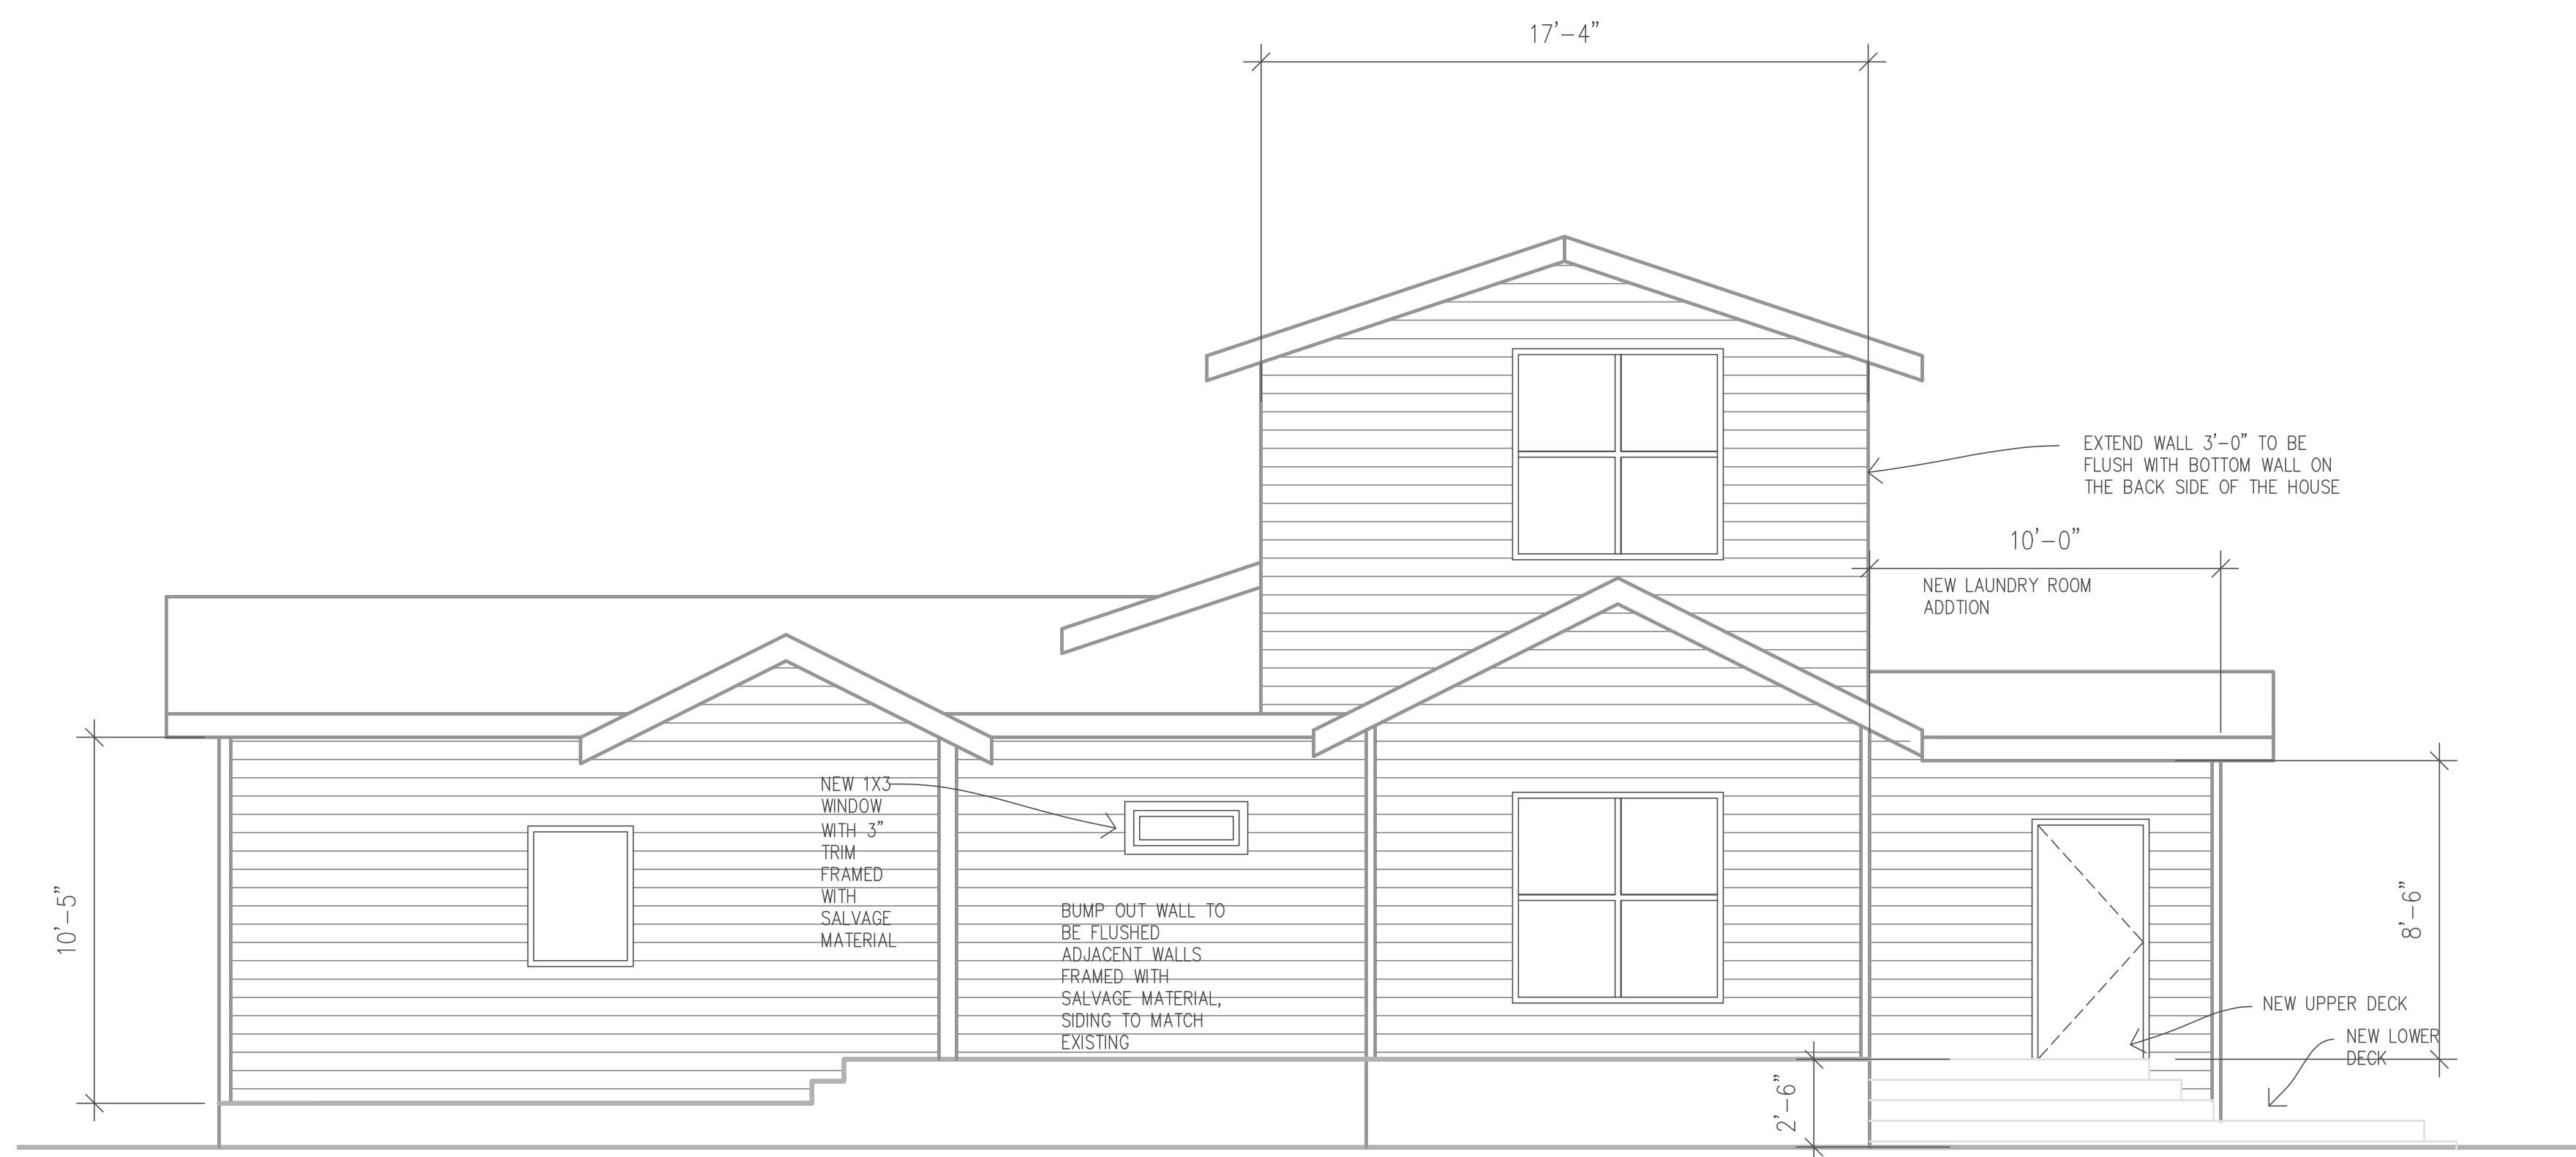 17'-4"
EXTEND WALL 3'-0" TO BE
FLUSH WITH BOTTOM WALL ON
THE BACK SIDE OF THE HOUSE
10'-0"
NEW LAUNDRY ROOM
ADDTION
NEW 1X3
WINDOW
WITH 3"
TRIM
FRAMED
WITH
SALVAGE
MATERIAL
10'-5"
BUMP OUT WALL TO
BE FLUSHED
ADJACENT WALLS
FRAMED WITH
SALVAGE MATERIAL,
SIDING TO MATCH
EXISTING
8'-6"
NEW UPPER DECK
NEW LOWER
DECK
2'-6"